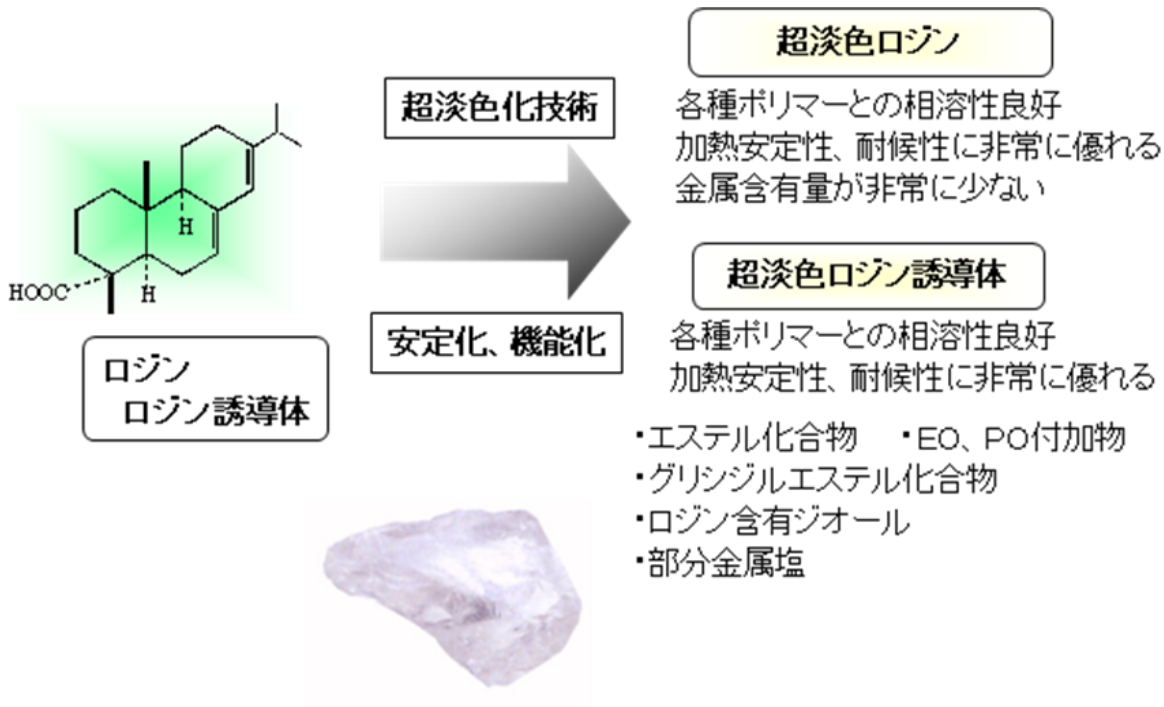 HOOC
H
H
ロジン
ロジン誘導体
超淡色化技術
安定化、機能化
超淡色ロジン
各種ポリマーとの相溶性良好
加熱安定性、耐候性に非常に優れる
金属含有量が非常に少ない
超淡色ロジン誘導体
各種ポリマーとの相溶性良好
加熱安定性、耐候性に非常に優れる
・エステル化合物 ・EO、PO付加物
・グリシジルエステル化合物
・ロジン含有ジオール
・部分金属塩